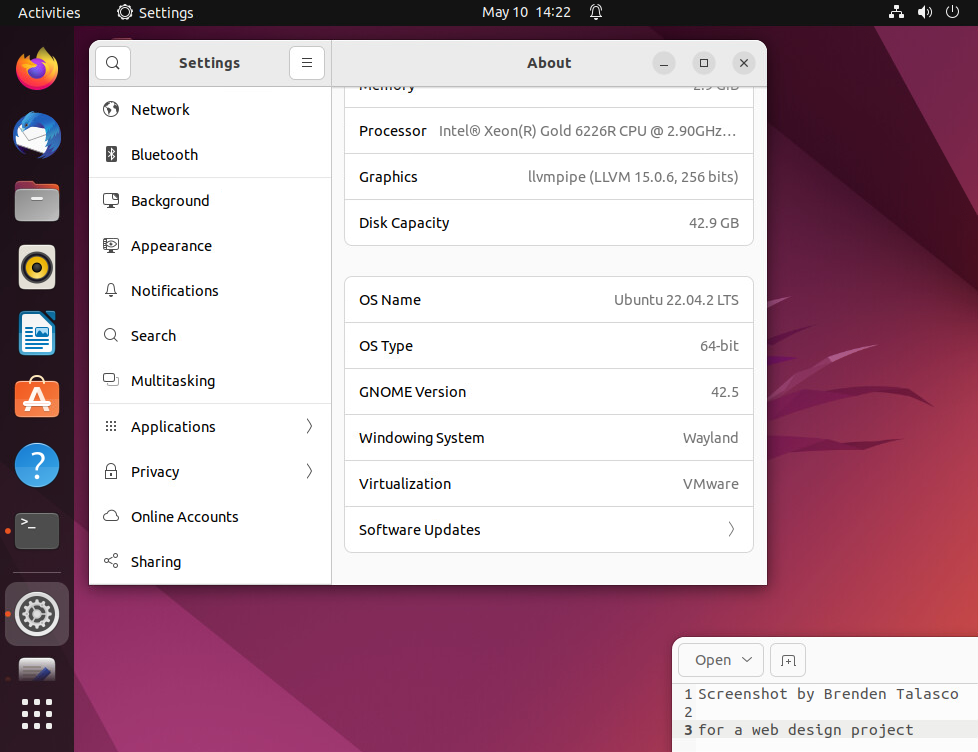 Activities Settings May 10 14:22
Settings About
Network
Bluetooth
Background
Appearance
Notifications
Search
Multitasking
Applications
Privacy
Online Accounts
Sharing
Memory 2.9 GiB
Processor Intel® Xeon(R) Gold 6226R CPU @ 2.90GHz…
Graphics llvmpipe (LLVM 15.0.6, 256 bits)
Disk Capacity 42.9 GB
OS Name Ubuntu 22.04.2 LTS
OS Type 64-bit
GNOME Version 42.5
Windowing System Wayland
Virtualization VMware
Software Updates
Open
1 Screenshot by Brenden Talasco
2
3 for a web design project